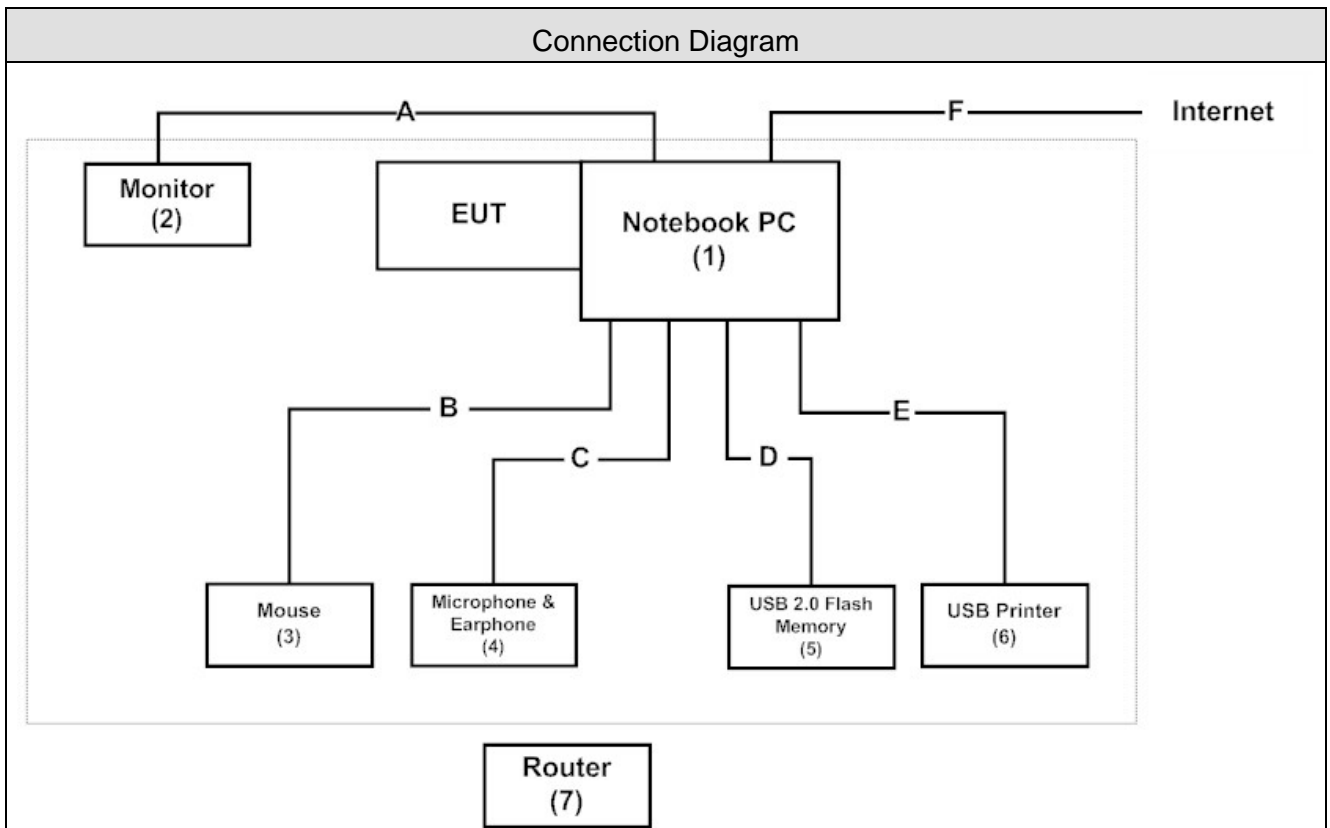 Connection Diagram
A
F
Internet
Monitor
(2)
EUT
Notebook PC
(1)
B
E
C
D
Mouse
(3)
Microphone &
Earphone
(4)
USB 2.0 Flash
Memory
(5)
USB Printer
(6)
Router
(7)